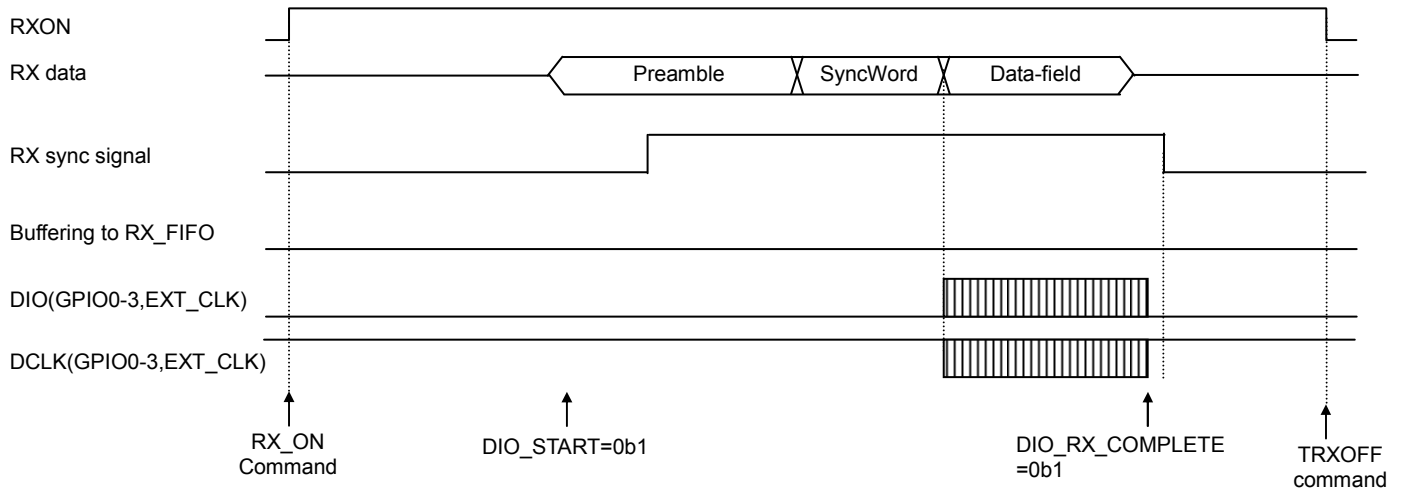 RXON
RX data
Preamble
SyncWord
Data-field
RX sync signal
Buffering to RX_FIFO
DIO(GPIO0-3,EXT_CLK)
DCLK(GPIO0-3,EXT_CLK)
RX_ON
Command
DIO_START=0b1
DIO_RX_COMPLETE
=0b1
TRXOFF
command